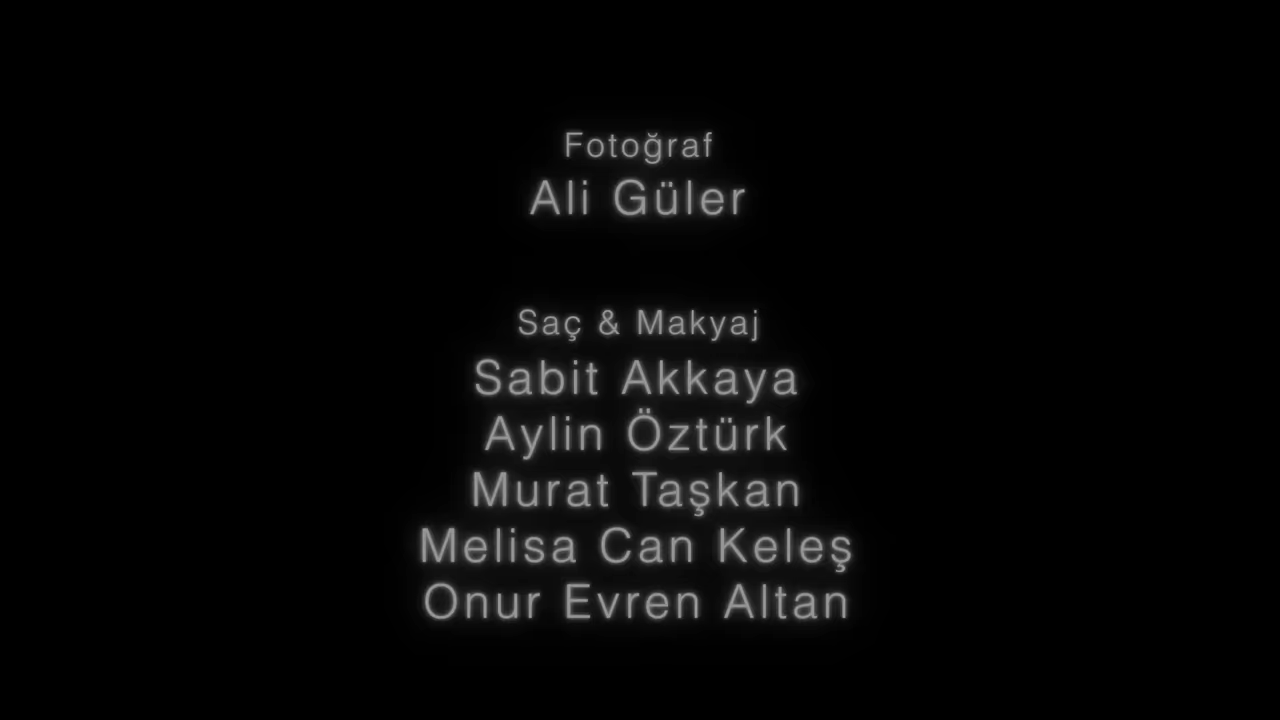 Fotoğraf
Ali Güler
Saç & Makyaj
Sabit Akkaya
Aylin Öztürk
Murat Taşkan
Melisa Can Keleş
Onur Evren Altan